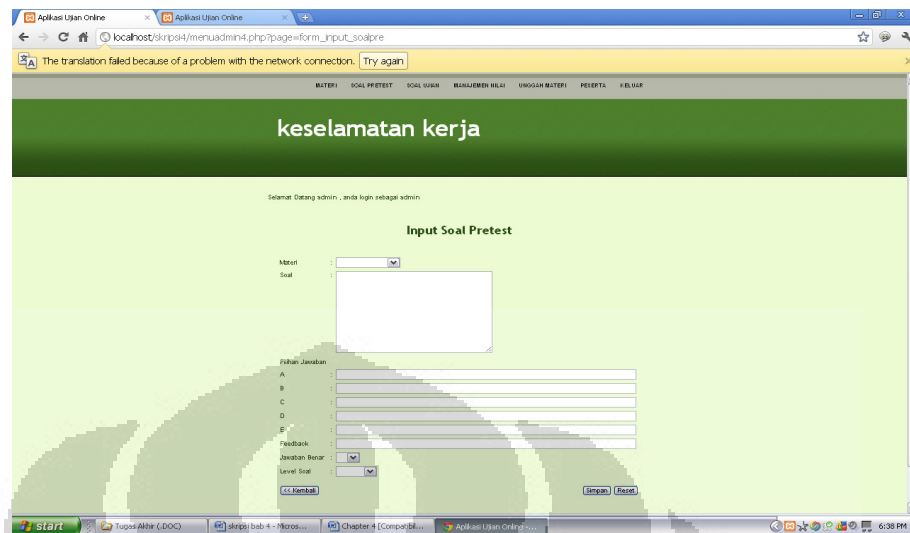 Aplikasi Ujian Online
Aplikasi Ujian Online
localhost/skripsi4/menuadmin4.php?page=form_input_soalpre
The translation failed because of a problem with the network connection. Try again
MATERI SOAL PRETEST SOAL UJIAN MANAJEMEN NILAI UNGGAH MATERI PESERTA KELUAR
keselamatan kerja
Selamat Datang admin , anda login sebagai admin
Input Soal Pretest
Materi :
Soal :
Pilihan Jawaban
A :
B :
C :
D :
E :
Feedback :
Jawaban Benar :
Level Soal :
<< Kembali Simpan Reset
start Tugas Akhir (.DOC) skripsi bab 4 - Micros... Chapter 4 [Compatibil... Aplikasi Ujian Online -... 6:38 PM